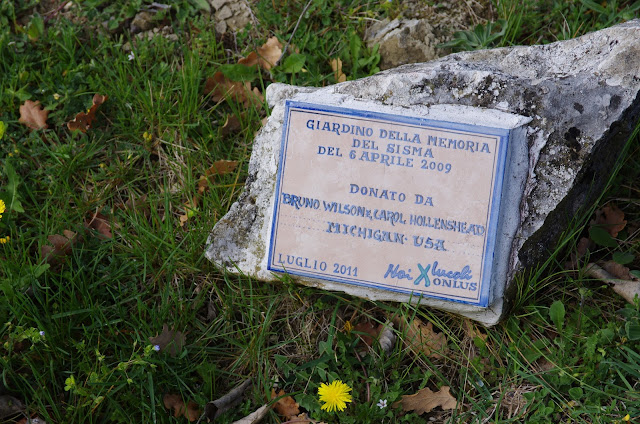 GIARDINO DELLA MEMORIA
DEL SISMA
DEL 6 APRILE 2009
DONATO DA
BRUNO WILSON & CAROL HOLLENSHEAD
MICHIGAN - USA
LUGLIO 2011
Noi X lucoli
ONLUS